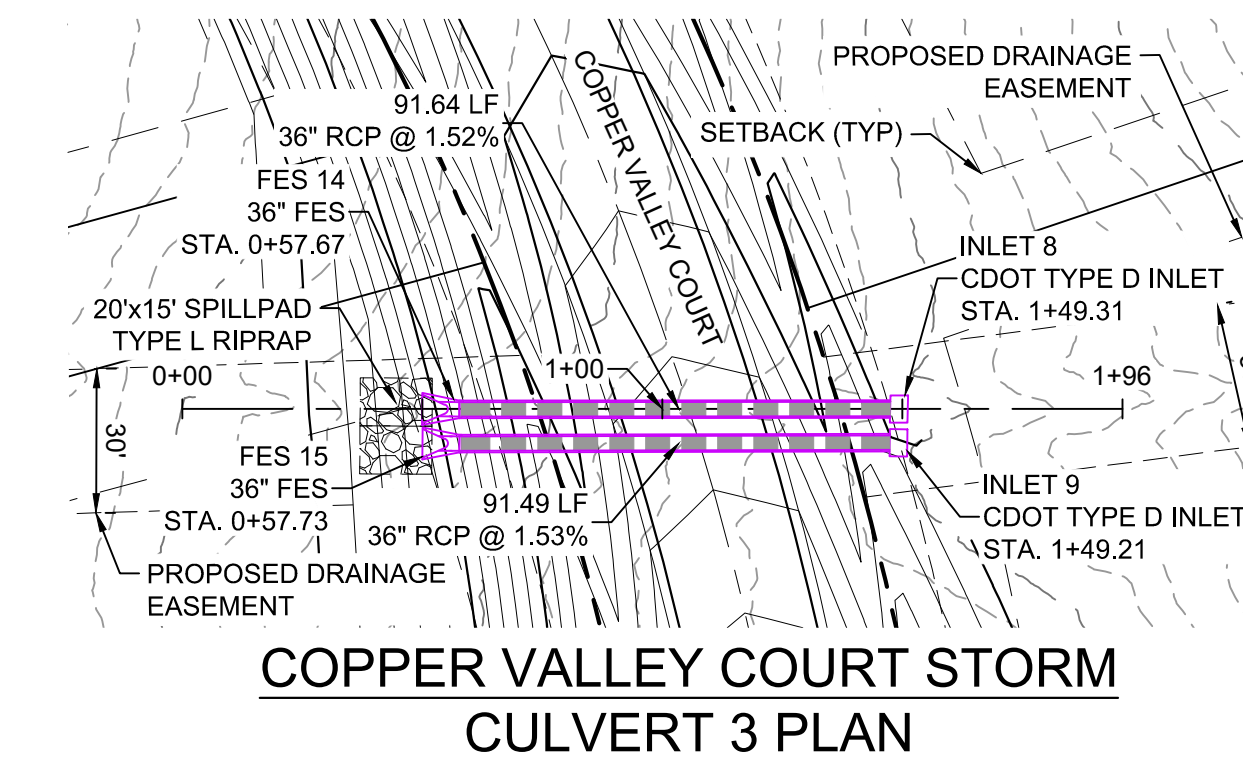 91.64 LF
36" RCP @ 1.52%
COPPER VALLEY COURT
PROPOSED DRAINAGE
EASEMENT
SETBACK (TYP)
FES 14
36" FES
STA. 0+57.67
INLET 8
CDOT TYPE D INLET
STA. 1+49.31
20'x15' SPILLPAD
TYPE L RIPRAP
0+00
1+00
1+96
30'
FES 15
36" FES
STA. 0+57.73
91.49 LF
36" RCP @ 1.53%
INLET 9
CDOT TYPE D INLET
STA. 1+49.21
PROPOSED DRAINAGE
EASEMENT
COPPER VALLEY COURT STORM
CULVERT 3 PLAN